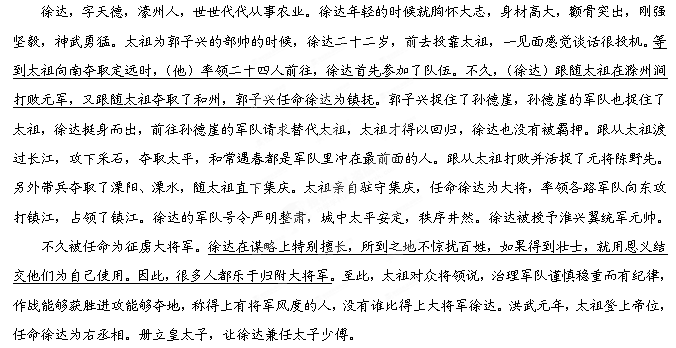 徐达，字天德，濠州人，世世代代从事农业。徐达年轻的时候就胸怀大志，身材高大，颧骨突出，刚强
坚毅，神武勇猛。太祖为郭子兴的部帅的时候，徐达二十二岁，前去投靠太祖，一见面感觉谈话很投机。等
到太祖向南夺取定远时，（他）率领二十四人前往，徐达首先参加了队伍。不久，（徐达）跟随太祖在滁州涧
打败元军，又跟随太祖夺取了和州，郭子兴任命徐达为镇抚。郭子兴捉住了孙德崖，孙德崖的军队也捉住了
太祖，徐达挺身而出，前往孙德崖的军队请求替代太祖，太祖才得以回归，徐达也没有被羁押。跟从太祖渡
过长江，攻下采石，夺取太平，和常遇春都是军队里冲在最前面的人。跟从太祖打败并活捉了元将陈野先。
另外带兵夺取了溧阳、溧水，随太祖直下集庆。太祖亲自驻守集庆，任命徐达为大将，率领各路军队向东攻
打镇江，占领了镇江。徐达的军队号令严明整肃，城中太平安定，秩序井然。徐达被授予淮兴翼统军元帅。
不久被任命为征虏大将军。徐达在谋略上特别擅长，所到之地不惊扰百姓，如果得到壮士，就用恩义结
交他们为自己使用。因此，很多人都乐于归附大将军。至此，太祖对众将领说，治理军队谨慎稳重而有纪律，
作战能够获胜进攻能够夺地，称得上有将军风度的人，没有谁比得上大将军徐达。洪武元年，太祖登上帝位，
任命徐达为右丞相。册立皇太子，让徐达兼任太子少傅。